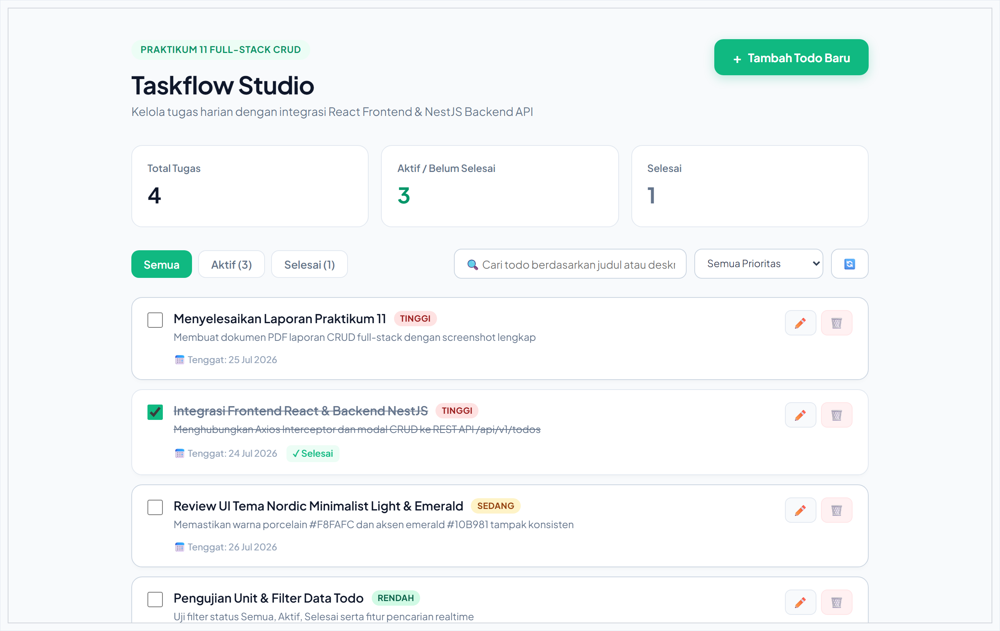 PRAKTIKUM 11 FULL-STACK CRUD
+ Tambah Todo Baru
Taskflow Studio
Kelola tugas harian dengan integrasi React Frontend & NestJS Backend API
Total Tugas
4
Aktif / Belum Selesai
3
Selesai
1
Semua
Aktif (3)
Selesai (1)
🔍 Cari todo berdasarkan judul atau deskr
Semua Prioritas
Menyelesaikan Laporan Praktikum 11 TINGGI
Membuat dokumen PDF laporan CRUD full-stack dengan screenshot lengkap
Tenggat: 25 Jul 2026
Integrasi Frontend React & Backend NestJS TINGGI
Menghubungkan Axios Interceptor dan modal CRUD ke REST API /api/v1/todos
Tenggat: 24 Jul 2026 ✓ Selesai
Review UI Tema Nordic Minimalist Light & Emerald SEDANG
Memastikan warna porcelain #F8FAFC dan aksen emerald #10B981 tampak konsisten
Tenggat: 26 Jul 2026
Pengujian Unit & Filter Data Todo RENDAH
Uji filter status Semua, Aktif, Selesai serta fitur pencarian realtime